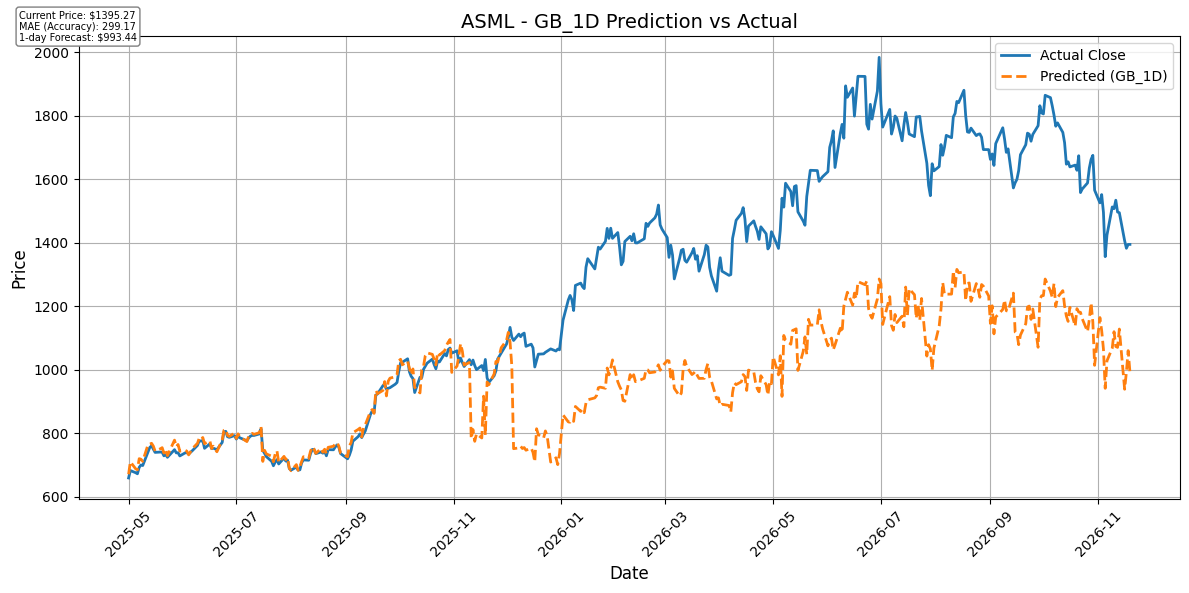 ASML - GB_1D Prediction vs Actual
Current Price: $1395.27
MAE (Accuracy): 299.17
1-day Forecast: $993.44
Actual Close
Predicted (GB_1D)
Price
2000
1800
1600
1400
1200
1000
800
600
2025-05
2025-07
2025-09
2025-11
2026-01
2026-03
2026-05
2026-07
2026-09
2026-11
Date